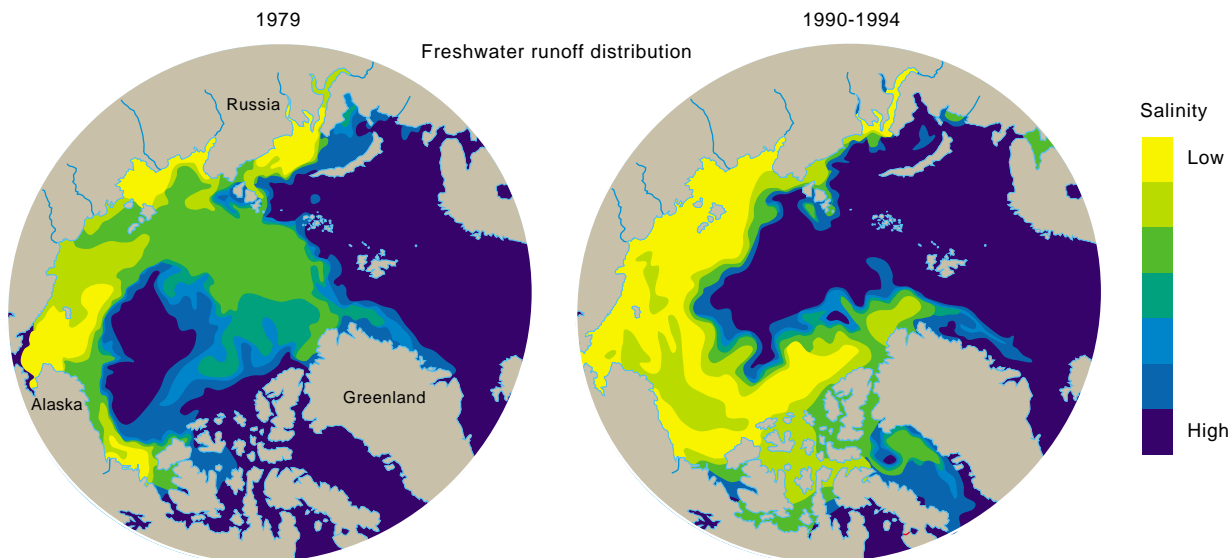 1979
1990-1994
Freshwater runoff distribution
Russia
Alaska
Greenland
Salinity
Low
High